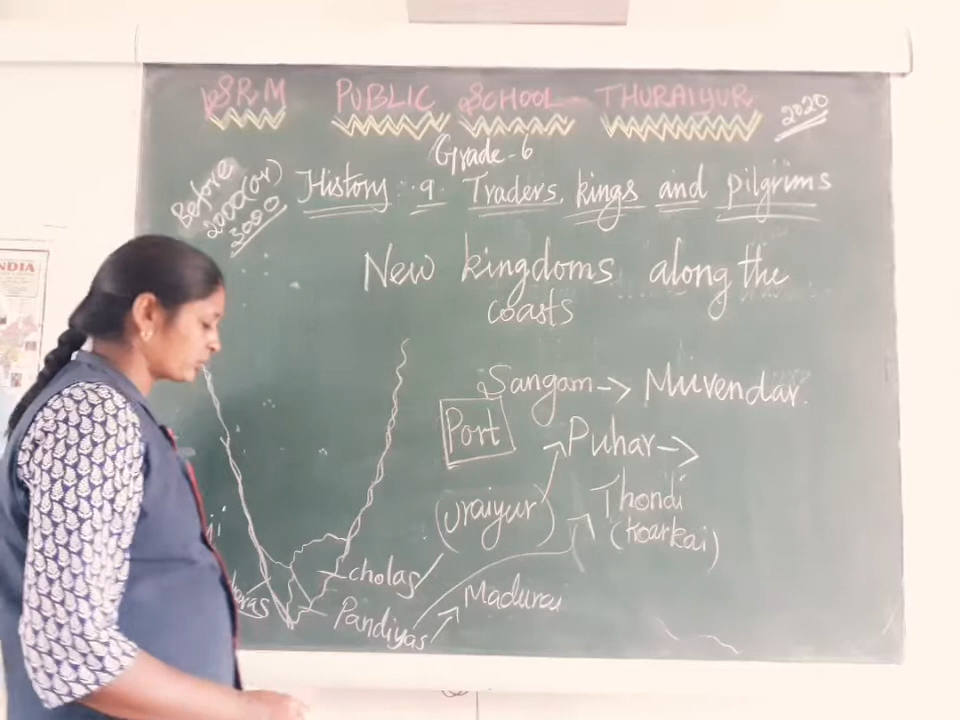 SRM PUBLIC SCHOOL - THURAIYUR 2020
Grade-6
Before
2000 (or)
3000
History : 9 Traders, kings and pilgrims
New kingdoms along the
coasts
Sangam -> Muvendar.
Port
Puhar ->
(Uraiyur)
Thondi
(Koarkai)
cholas
Pandiyas
Madurai
INDIA